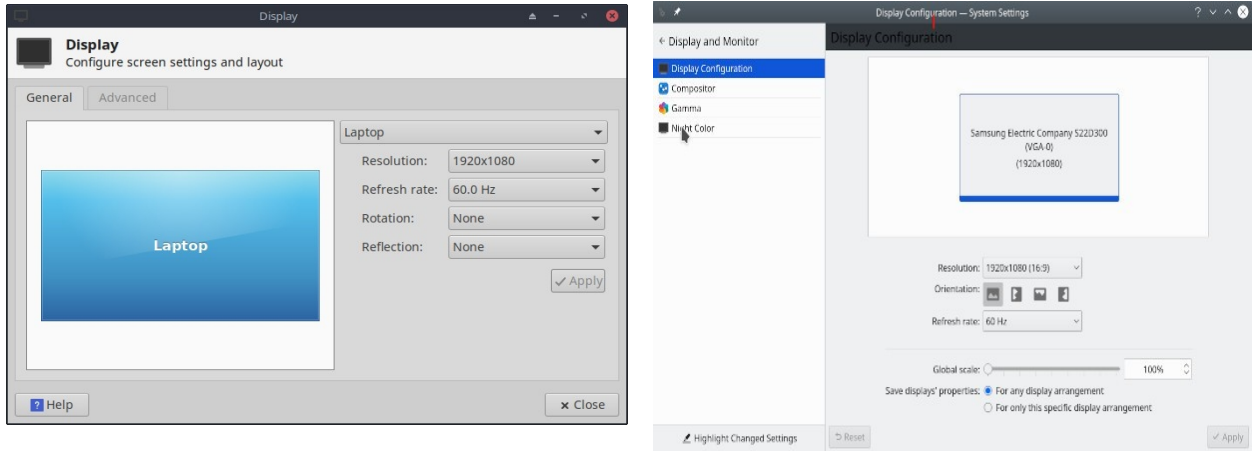 Display
Display
Configure screen settings and layout
General
Advanced
Laptop
Laptop
Resolution:
1920x1080
Refresh rate:
60.0 Hz
Rotation:
None
Reflection:
None
Apply
Help
Close
Display Configuration — System Settings
Display and Monitor
Display Configuration
Display Configuration
Compositor
Gamma
Night Color
Samsung Electric Company S22D300
(VGA-0)
(1920x1080)
Resolution: 1920x1080 (16:9)
Orientation:
Refresh rate: 60 Hz
Global scale:
100%
Save displays' properties:
For any display arrangement
For only this specific display arrangement
Highlight Changed Settings
Reset
Apply